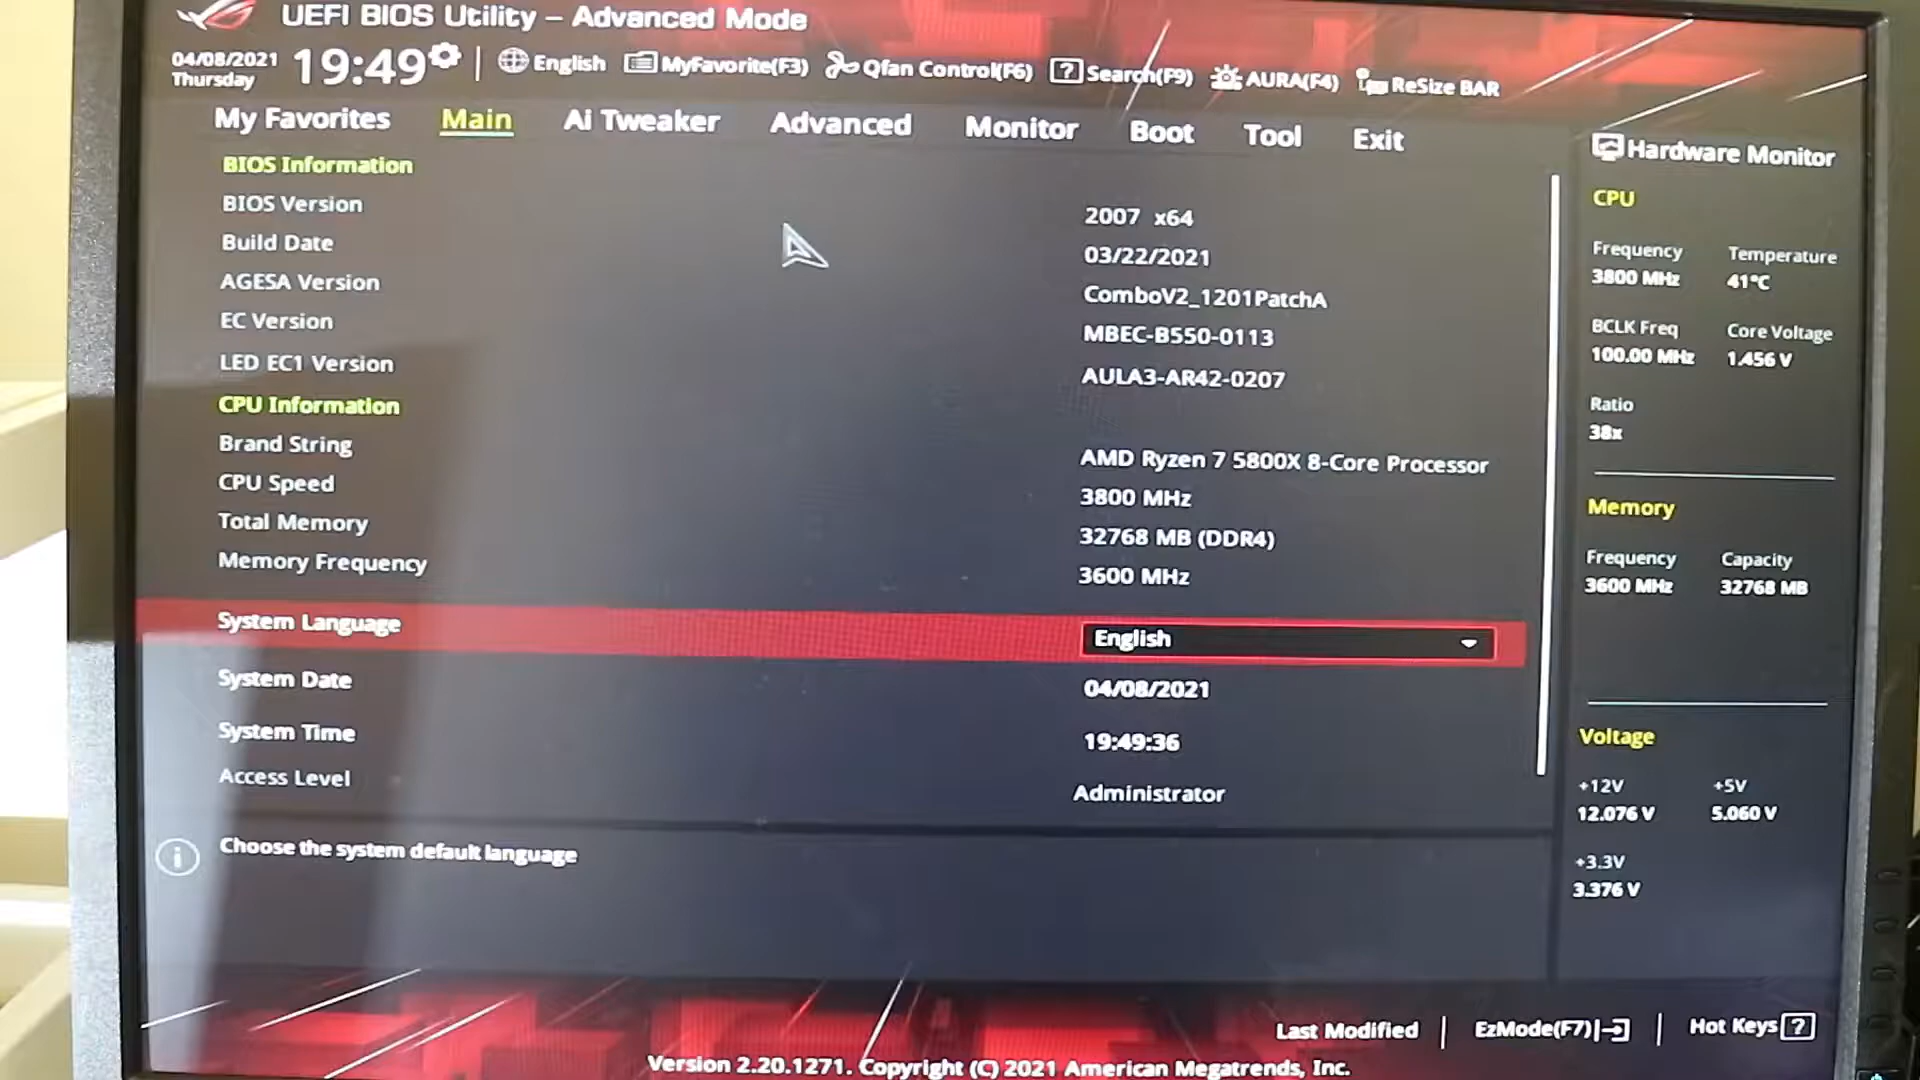 UEFI BIOS Utility – Advanced Mode
04/08/2021
Thursday
19:49
English
MyFavorite(F3)
Qfan Control(F6)
Search(F9)
AURA(F4)
ReSize BAR
My Favorites
Main
Ai Tweaker
Advanced
Monitor
Boot
Tool
Exit
BIOS Information
BIOS Version 2007 x64
Build Date 03/22/2021
AGESA Version ComboV2_1201PatchA
EC Version MBEC-B550-0113
LED EC1 Version AULA3-AR42-0207
CPU Information
Brand String AMD Ryzen 7 5800X 8-Core Processor
CPU Speed 3800 MHz
Total Memory 32768 MB (DDR4)
Memory Frequency 3600 MHz
System Language English
System Date 04/08/2021
System Time 19:49:36
Access Level Administrator
Choose the system default language
Hardware Monitor
CPU
Frequency Temperature
3800 MHz 41°C
BCLK Freq Core Voltage
100.00 MHz 1.456 V
Ratio
38x
Memory
Frequency Capacity
3600 MHz 32768 MB
Voltage
+12V +5V
12.076 V 5.060 V
+3.3V
3.376 V
Last Modified
EzMode(F7)
Hot Keys ?
Version 2.20.1271. Copyright (C) 2021 American Megatrends, Inc.